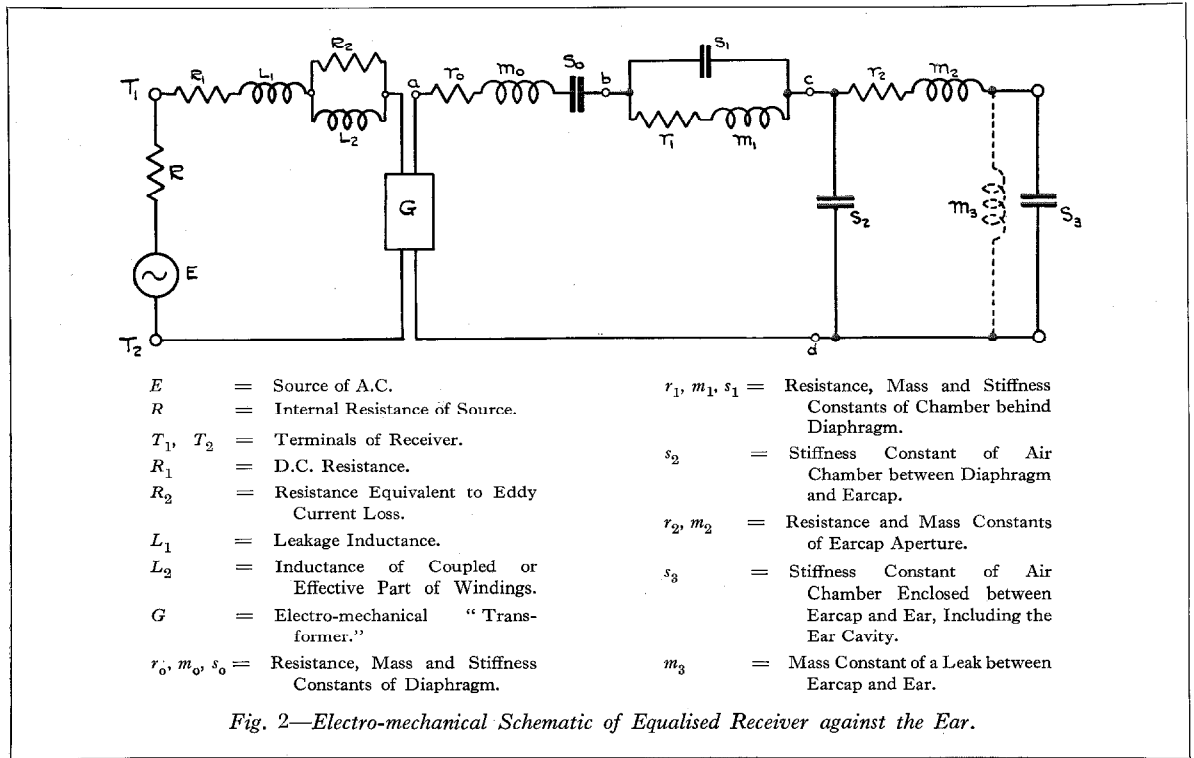 R₂
S₁
T₁ R₁ L₁ a r₀ m₀ S₀ b c r₂ m₂
L₂ r₁ m₁
R G S₂ m₃ S₃
E
T₂ d
E = Source of A.C.
R = Internal Resistance of Source.
T₁, T₂ = Terminals of Receiver.
R₁ = D.C. Resistance.
R₂ = Resistance Equivalent to Eddy
Current Loss.
L₁ = Leakage Inductance.
L₂ = Inductance of Coupled or
Effective Part of Windings.
G = Electro-mechanical “Trans-
former.”
r₀, m₀, s₀ = Resistance, Mass and Stiffness
Constants of Diaphragm.
r₁, m₁, s₁ = Resistance, Mass and Stiffness
Constants of Chamber behind
Diaphragm.
s₂ = Stiffness Constant of Air
Chamber between Diaphragm
and Earcap.
r₂, m₂ = Resistance and Mass Constants
of Earcap Aperture.
s₃ = Stiffness Constant of Air
Chamber Enclosed between
Earcap and Ear, Including the
Ear Cavity.
m₃ = Mass Constant of a Leak between
Earcap and Ear.
Fig. 2—Electro-mechanical Schematic of Equalised Receiver against the Ear.